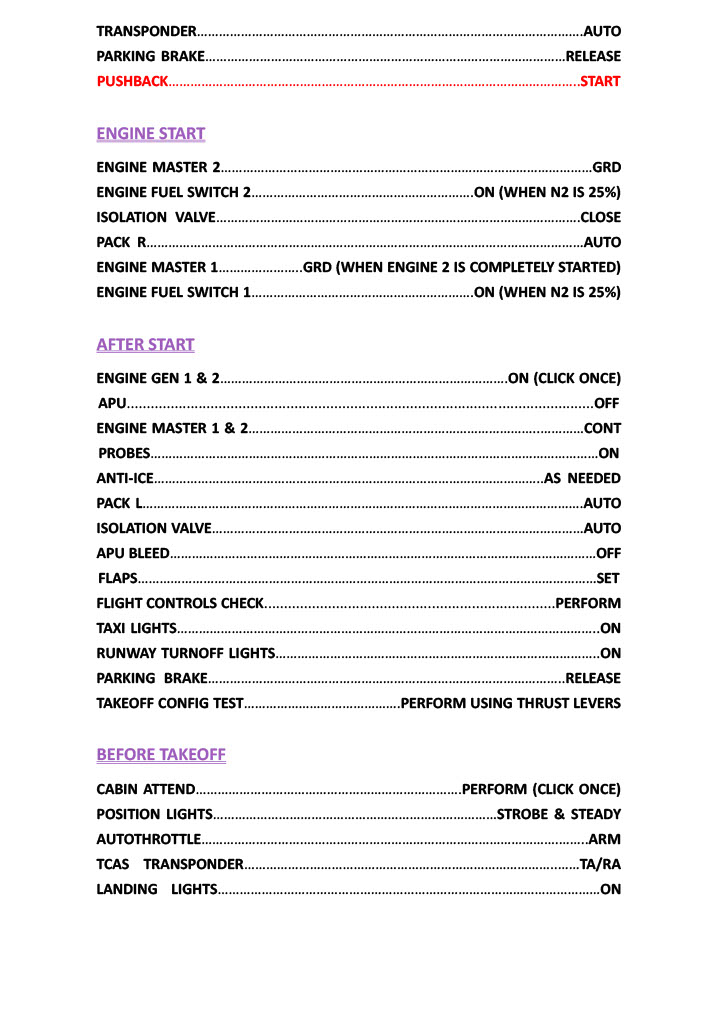 TRANSPONDER……………………………………………………………………………………………AUTO
PARKING BRAKE………………………………………………………………………………………RELEASE
PUSHBACK…………………………………………………………………………………………………..START
ENGINE START
ENGINE MASTER 2…………………………………………………………………………………………GRD
ENGINE FUEL SWITCH 2…………………………………………………….ON (WHEN N2 IS 25%)
ISOLATION VALVE……………………………………………………………………………………….CLOSE
PACK R…………………………………………………………………………………………………………AUTO
ENGINE MASTER 1…………………..GRD (WHEN ENGINE 2 IS COMPLETELY STARTED)
ENGINE FUEL SWITCH 1…………………………………………………….ON (WHEN N2 IS 25%)
AFTER START
ENGINE GEN 1 & 2…………………………………………………………………….ON (CLICK ONCE)
APU.....................................................................................................................OFF
ENGINE MASTER 1 & 2……………………………………………………………………..…………CONT
PROBES……………………………………………………………………………………………………………ON
ANTI-ICE……………………………………………………………………………………………..AS NEEDED
PACK L………………………………………………………………………………………………………….AUTO
ISOLATION VALVE…………………………………………………………………………………………AUTO
APU BLEED………………………………………………………………………………………………………OFF
FLAPS………………………………………………………………………………………………………………SET
FLIGHT CONTROLS CHECK.........................................................................PERFORM
TAXI LIGHTS……………………………………………………………………………………………………..ON
RUNWAY TURNOFF LIGHTS……………………………………………………………………………..ON
PARKING BRAKE……………………………………………………………………………………..RELEASE
TAKEOFF CONFIG TEST…………………………………….PERFORM USING THRUST LEVERS
BEFORE TAKEOFF
CABIN ATTEND……………………………………………………………….PERFORM (CLICK ONCE)
POSITION LIGHTS……………………………………………………………………STROBE & STEADY
AUTOTHROTTLE……………………………………………………………………………………………..ARM
TCAS TRANSPONDER……………………………………………………………………………..……TA/RA
LANDING LIGHTS……………………………………………………………………………………………ON